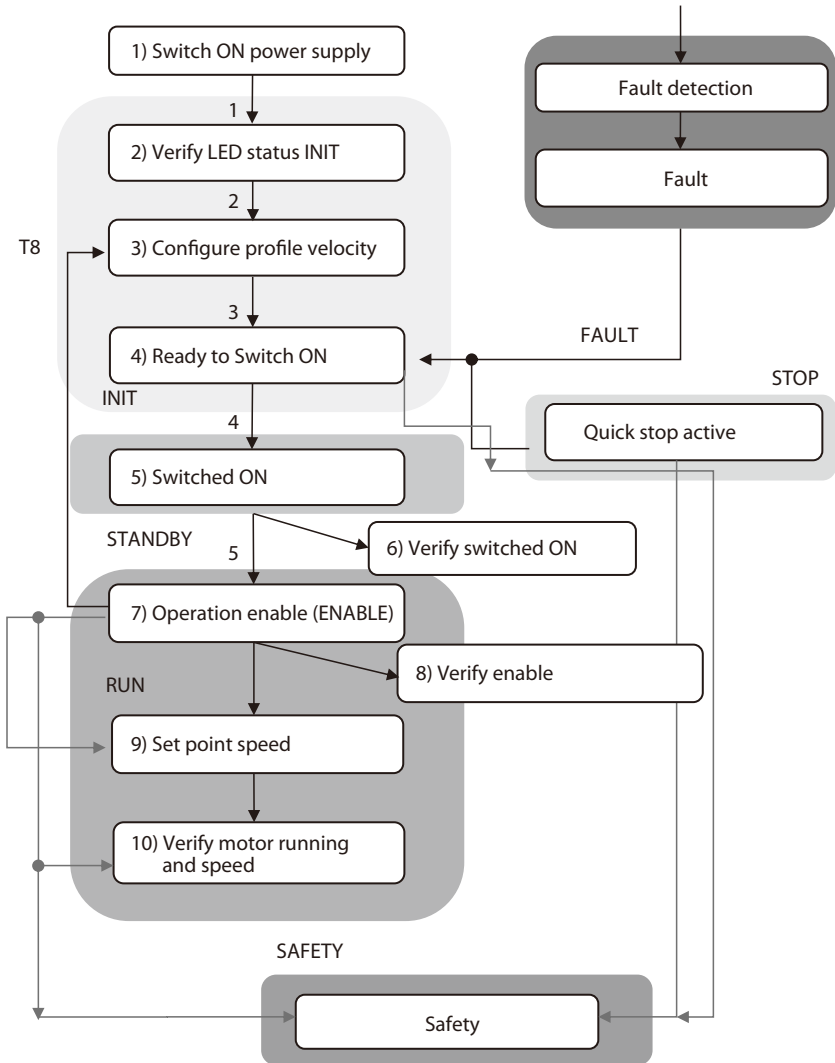 1) Switch ON power supply
1
2) Verify LED status INIT
2
T8
3) Configure profile velocity
3
4) Ready to Switch ON
INIT
4
5) Switched ON
STANDBY
5
6) Verify switched ON
7) Operation enable (ENABLE)
8) Verify enable
RUN
9) Set point speed
10) Verify motor running
and speed
Fault detection
Fault
FAULT
STOP
Quick stop active
SAFETY
Safety